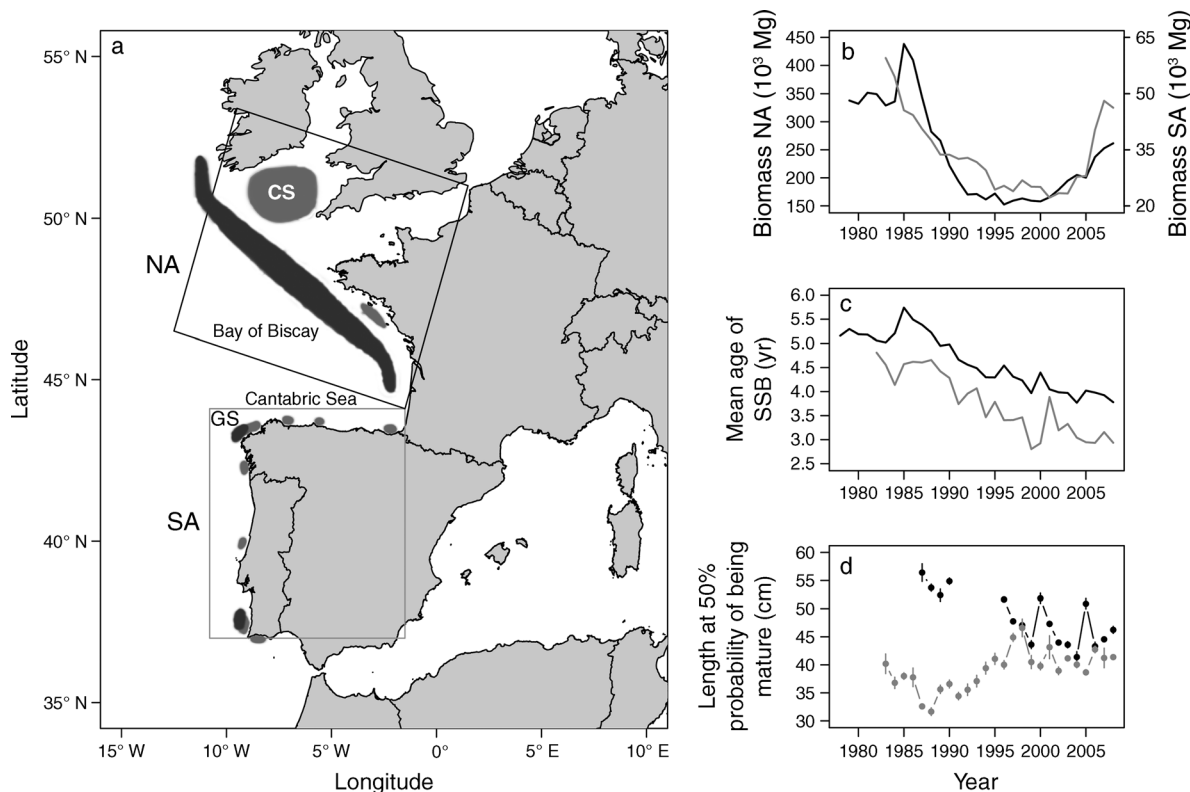 a
55° N
50° N
45° N
40° N
35° N
Latitude
CS
NA
Bay of Biscay
Cantabric Sea
GS
SA
15° W
10° W
5° W
0°
5° E
10° E
Longitude
b
Biomass NA (10³ Mg)
450
400
350
300
250
200
150
65
50
35
20
Biomass SA (10³ Mg)
1980 1985 1990 1995 2000 2005
c
Mean age of
SSB (yr)
6.0
5.5
5.0
4.5
4.0
3.5
3.0
2.5
1980 1985 1990 1995 2000 2005
d
Length at 50%
probability of being
mature (cm)
60
55
50
45
40
35
30
1980 1985 1990 1995 2000 2005
Year